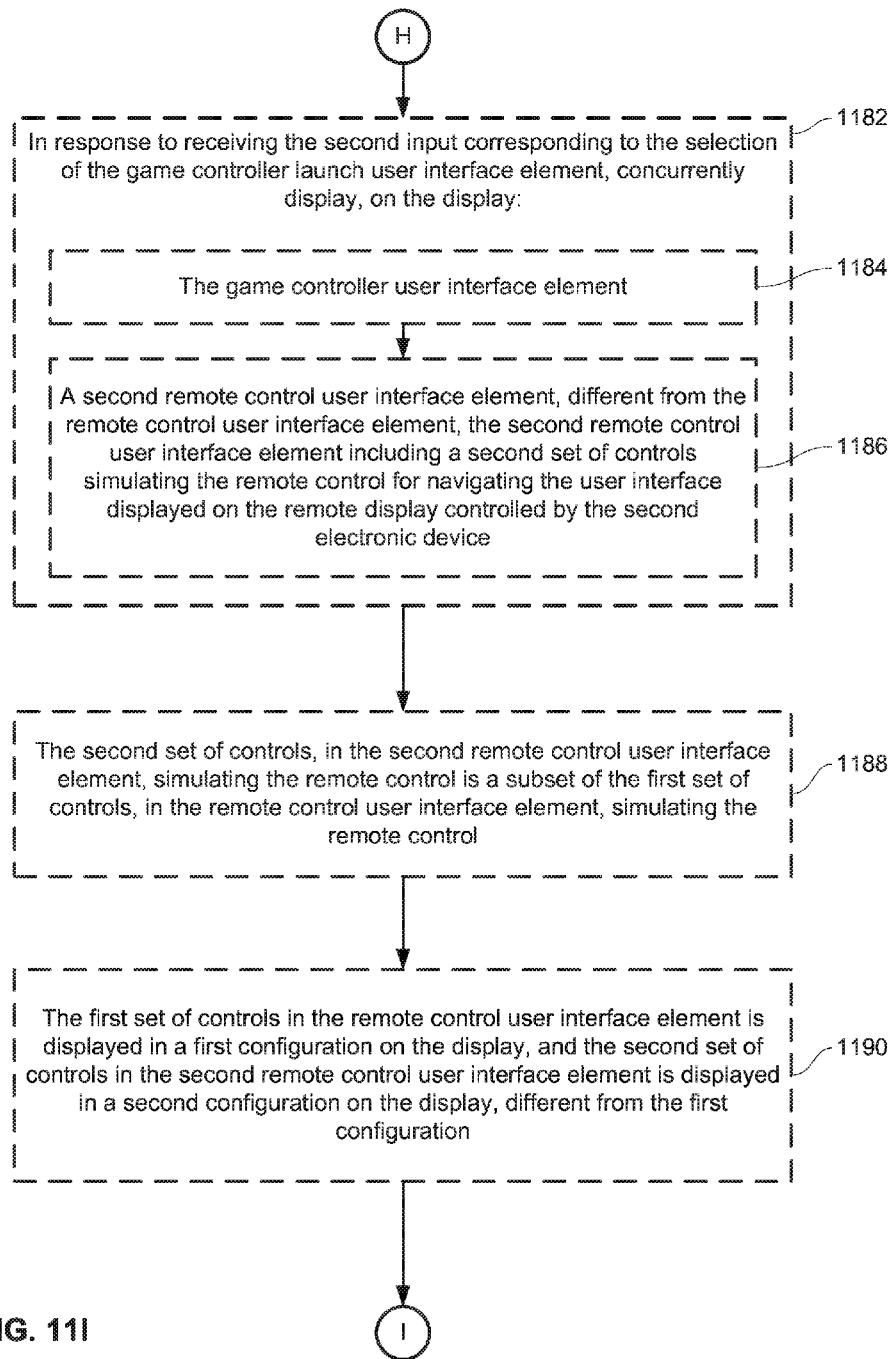 H
In response to receiving the second input corresponding to the selection
of the game controller launch user interface element, concurrently
display, on the display:
1182
The game controller user interface element
1184
A second remote control user interface element, different from the
remote control user interface element, the second remote control
user interface element including a second set of controls
simulating the remote control for navigating the user interface
displayed on the remote display controlled by the second
electronic device
1186
The second set of controls, in the second remote control user interface
element, simulating the remote control is a subset of the first set of
controls, in the remote control user interface element, simulating the
remote control
1188
The first set of controls in the remote control user interface element is
displayed in a first configuration on the display, and the second set of
controls in the second remote control user interface element is displayed
in a second configuration on the display, different from the first
configuration
1190
IG. 11I
I